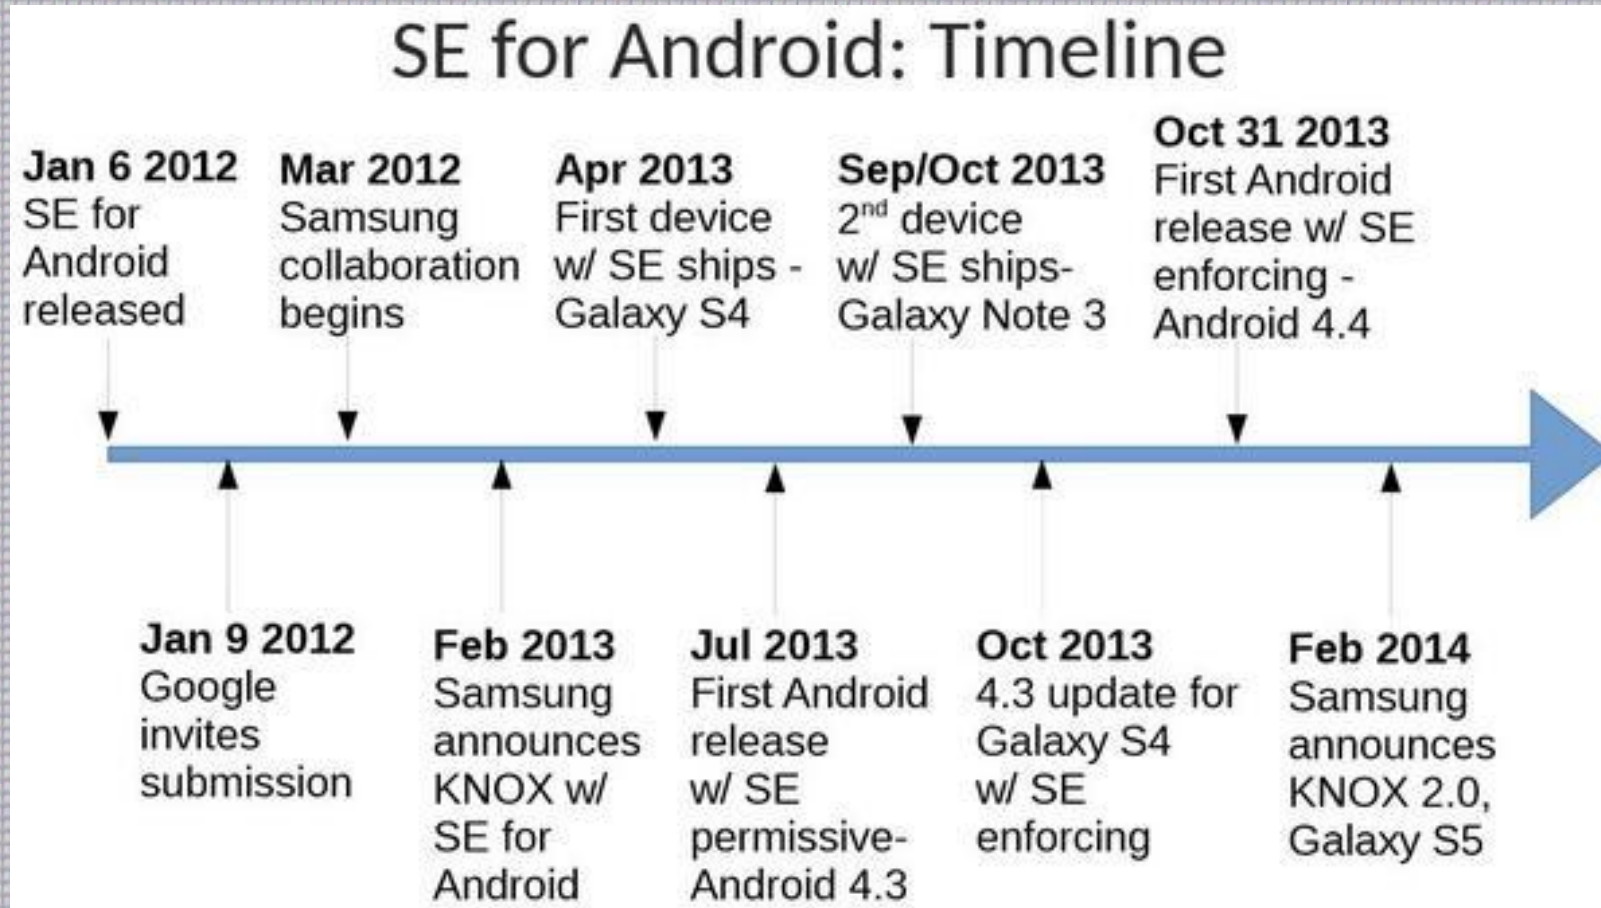 SE for Android: Timeline
Jan 6 2012
SE for
Android
released
Mar 2012
Samsung
collaboration
begins
Apr 2013
First device
w/ SE ships -
Galaxy S4
Sep/Oct 2013
2nd device
w/ SE ships-
Galaxy Note 3
Oct 31 2013
First Android
release w/ SE
enforcing -
Android 4.4
Jan 9 2012
Google
invites
submission
Feb 2013
Samsung
announces
KNOX w/
SE for
Android
Jul 2013
First Android
release
w/ SE
permissive-
Android 4.3
Oct 2013
4.3 update for
Galaxy S4
w/ SE
enforcing
Feb 2014
Samsung
announces
KNOX 2.0,
Galaxy S5